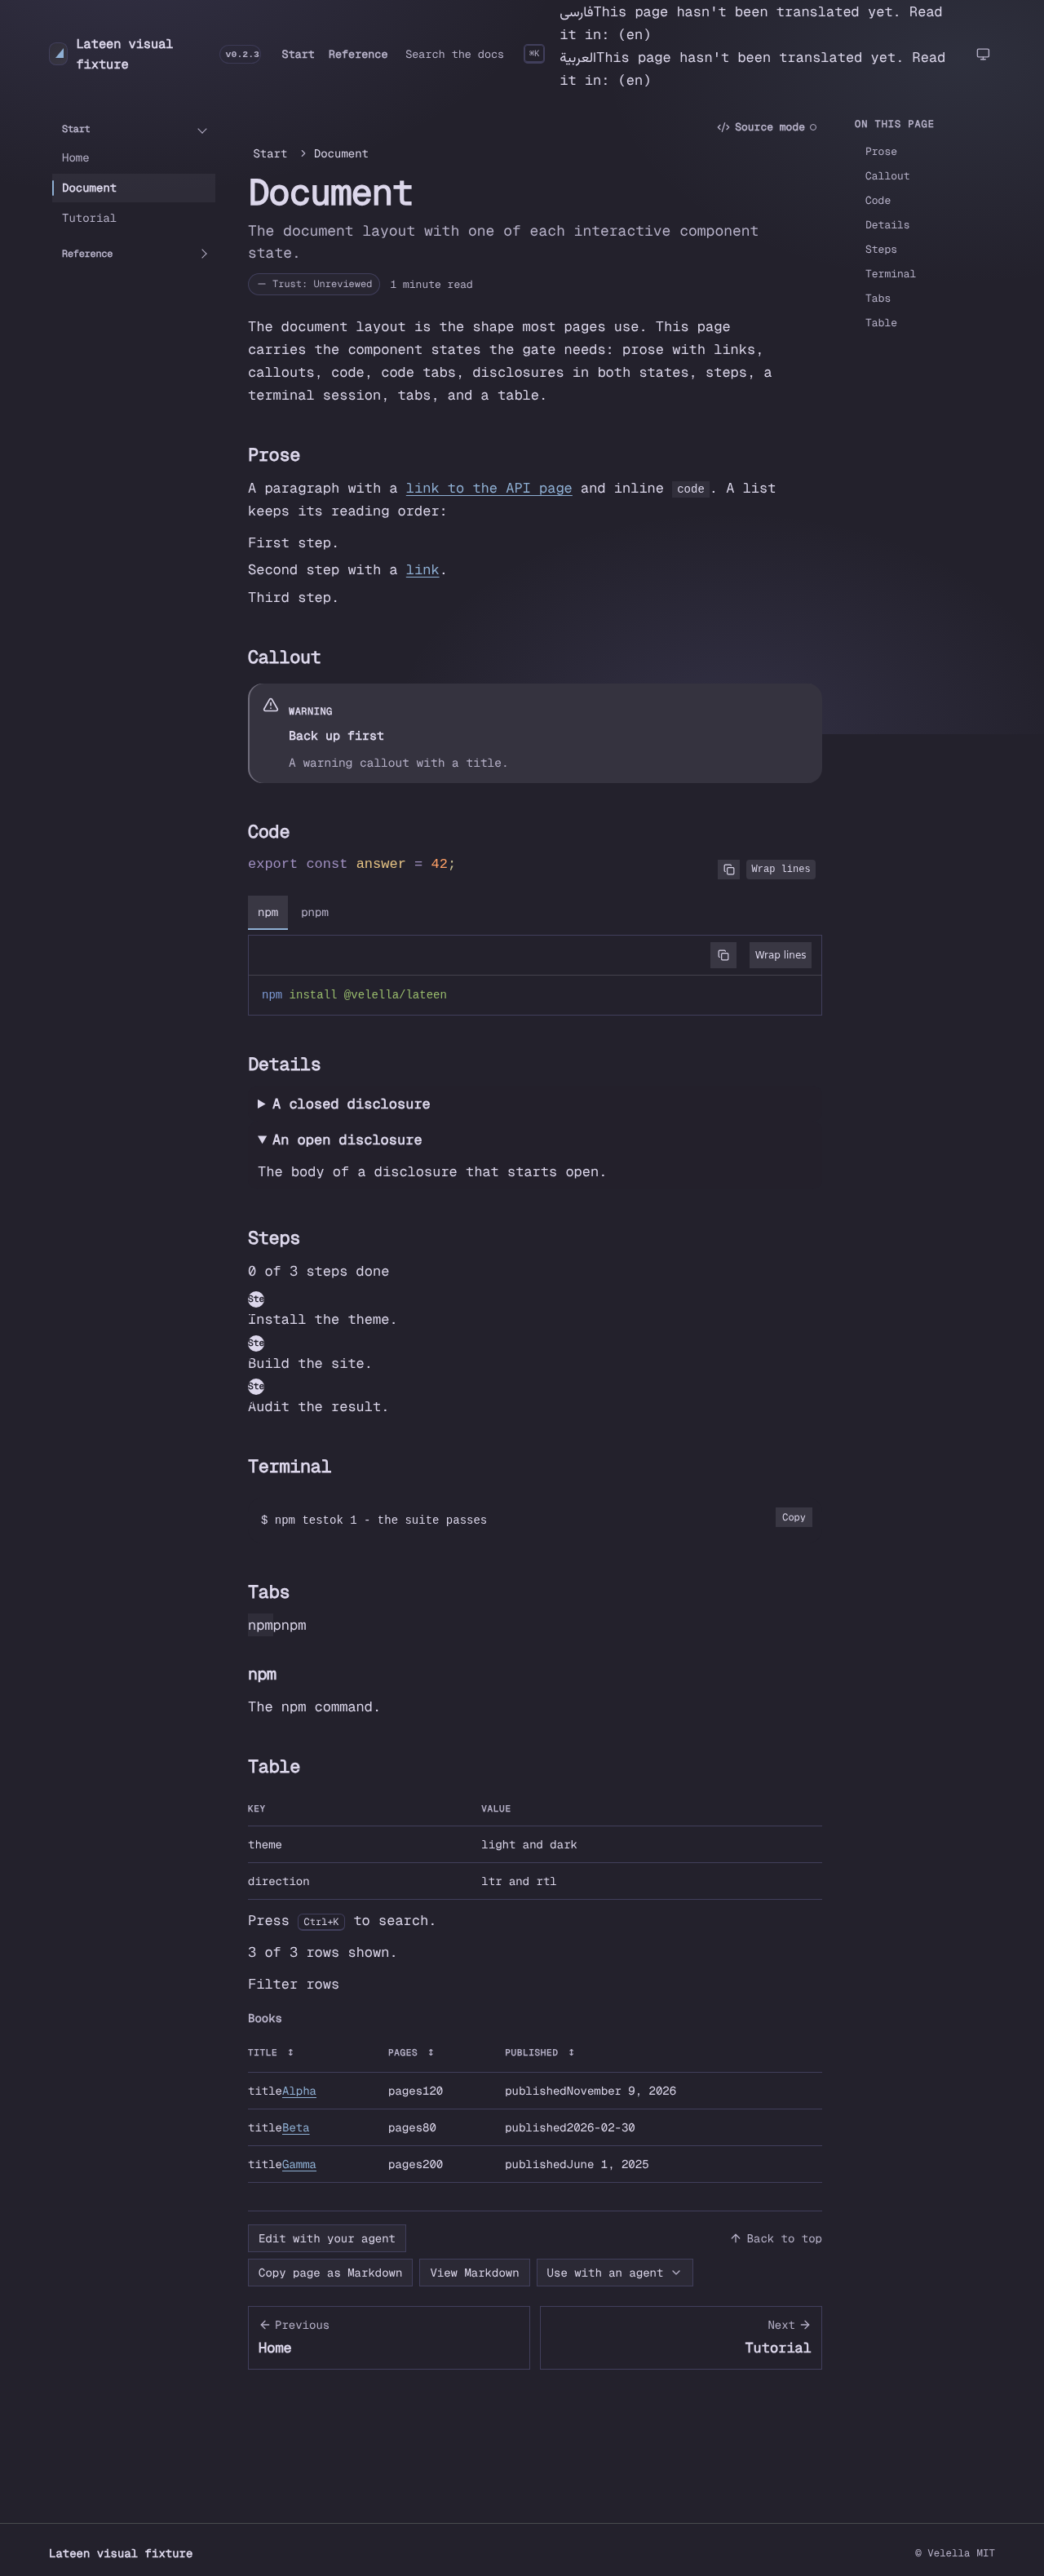 Lateen visual
fixture
v0.2.3
Start
Reference
Search the docs
⌘K
فارسیThis page hasn't been translated yet. Read
it in: (en)
العربيةThis page hasn't been translated yet. Read
it in: (en)
Start
Home
Document
Tutorial
Reference
Source mode
Start
Document
Document
The document layout with one of each interactive component
state.
Trust: Unreviewed
1 minute read
The document layout is the shape most pages use. This page
carries the component states the gate needs: prose with links,
callouts, code, code tabs, disclosures in both states, steps, a
terminal session, tabs, and a table.
Prose
A paragraph with a link to the API page and inline code. A list
keeps its reading order:
First step.
Second step with a link.
Third step.
Callout
WARNING
Back up first
A warning callout with a title.
Code
export const answer = 42;
Wrap lines
npm
pnpm
Wrap lines
npm install @velella/lateen
Details
A closed disclosure
An open disclosure
The body of a disclosure that starts open.
Steps
0 of 3 steps done
Ste
Install the theme.
Ste
Build the site.
Ste
Audit the result.
Terminal
$ npm testok 1 - the suite passes
Copy
Tabs
npmpnpm
npm
The npm command.
Table
KEY VALUE
theme light and dark
direction ltr and rtl
Press Ctrl+K to search.
3 of 3 rows shown.
Filter rows
Books
TITLE ↕ PAGES ↕ PUBLISHED ↕
titleAlpha pages120 publishedNovember 9, 2026
titleBeta pages80 published2026-02-30
titleGamma pages200 publishedJune 1, 2025
Edit with your agent
↑ Back to top
Copy page as Markdown
View Markdown
Use with an agent
← Previous
Home
Next →
Tutorial
ON THIS PAGE
Prose
Callout
Code
Details
Steps
Terminal
Tabs
Table
Lateen visual fixture
© Velella MIT